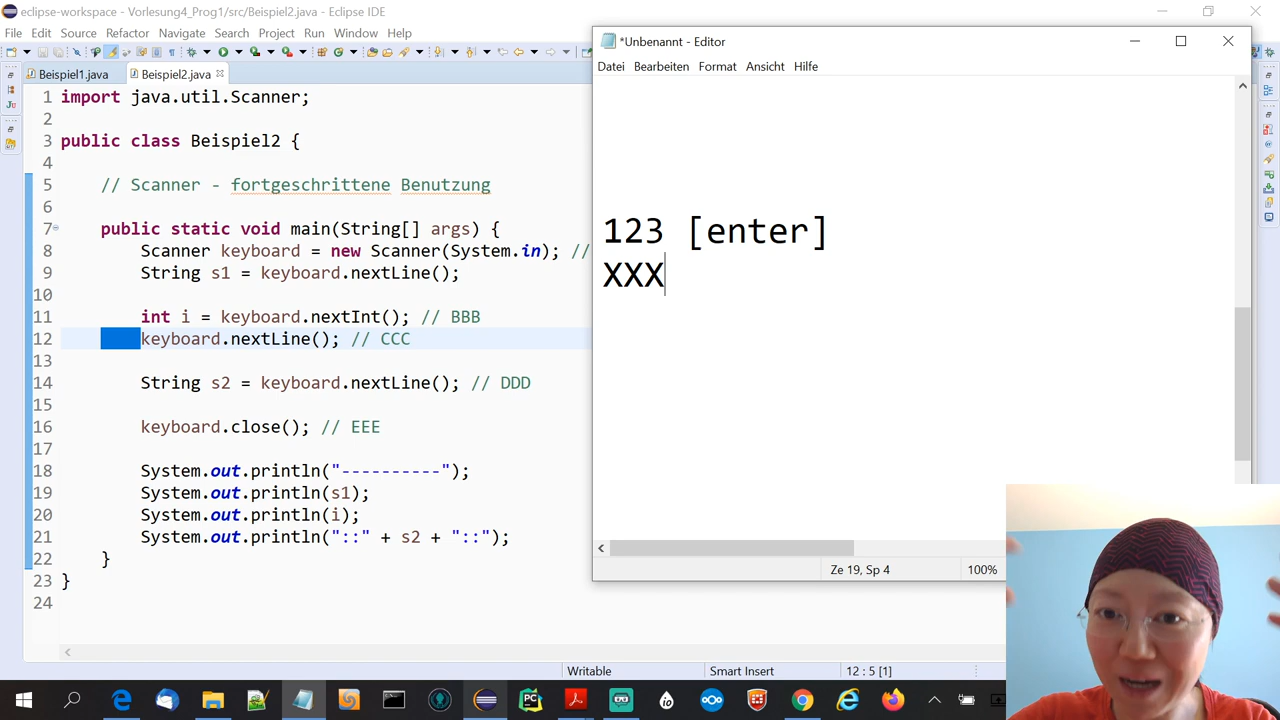 eclipse-workspace - Vorlesung4_Prog1/src/Beispiel2.java - Eclipse IDE
File Edit Source Refactor Navigate Search Project Run Window Help
Beispiel1.java Beispiel2.java
1 import java.util.Scanner;
2
3 public class Beispiel2 {
4
5 // Scanner - fortgeschrittene Benutzung
6
7 public static void main(String[] args) {
8 Scanner keyboard = new Scanner(System.in); //
9 String s1 = keyboard.nextLine();
10
11 int i = keyboard.nextInt(); // BBB
12 keyboard.nextLine(); // CCC
13
14 String s2 = keyboard.nextLine(); // DDD
15
16 keyboard.close(); // EEE
17
18 System.out.println("----------");
19 System.out.println(s1);
20 System.out.println(i);
21 System.out.println("::" + s2 + "::");
22 }
23 }
24
Writable Smart Insert 12 : 5 [1]
*Unbenannt - Editor
Datei Bearbeiten Format Ansicht Hilfe
123 [enter]
XXX
Ze 19, Sp 4 100%